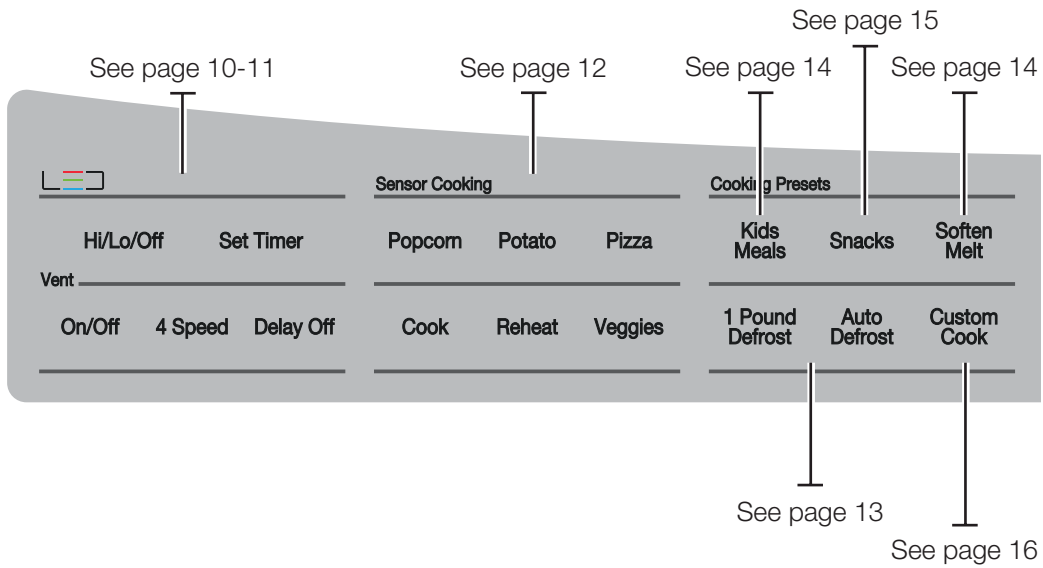 See page 15
See page 10-11
See page 12
See page 14
See page 14
Sensor Cooking
Cooking Presets
Hi/Lo/Off
Set Timer
Popcorn
Potato
Pizza
Kids
Meals
Snacks
Soften
Melt
Vent
On/Off
4 Speed
Delay Off
Cook
Reheat
Veggies
1 Pound
Defrost
Auto
Defrost
Custom
Cook
See page 13
See page 16